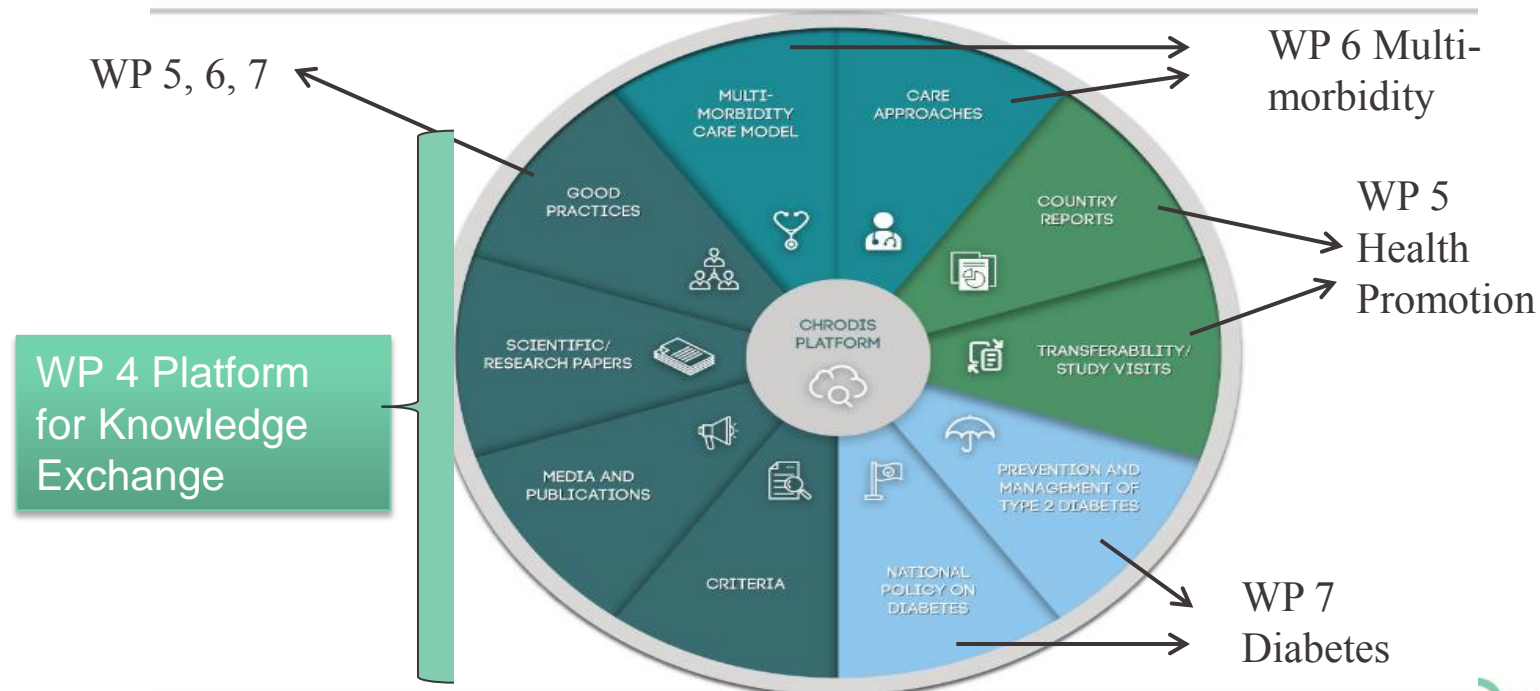 WP 5, 6, 7
WP 6 Multi-
morbidity
MULTI-
MORBIDITY
CARE MODEL
CARE
APPROACHES
GOOD
PRACTICES
COUNTRY
REPORTS
WP 5
Health
Promotion
SCIENTIFIC/
RESEARCH PAPERS
CHRODIS
PLATFORM
TRANSFERABILITY/
STUDY VISITS
WP 4 Platform
for Knowledge
Exchange
MEDIA AND
PUBLICATIONS
PREVENTION AND
MANAGEMENT OF
TYPE 2 DIABETES
CRITERIA
NATIONAL
POLICY ON
DIABETES
WP 7
Diabetes